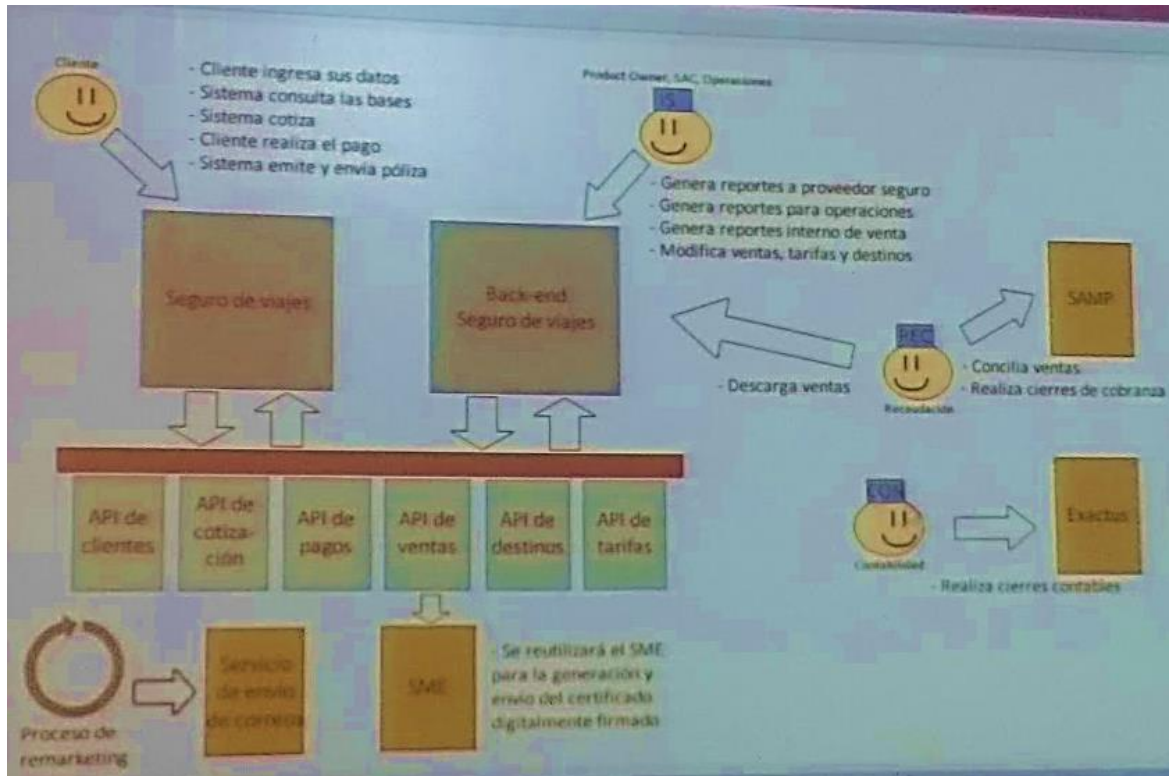 Cliente
- Cliente ingresa sus datos
- Sistema consulta las bases
- Sistema cotiza
- Cliente realiza el pago
- Sistema emite y envia póliza
Product Owner, SAC, Operaciones
IS
- Genera reportes a proveedor seguro
- Genera reportes para operaciones
- Genera reportes interno de venta
- Modifica ventas, tarifas y destinos
Seguro de viajes
Back-end
Seguro de viajes
SAMP
REC
Recaudación
- Descarga ventas
- Concilia ventas
- Realiza cierres de cobranza
API de
clientes
API de
cotiza-
ción
API de
pagos
API de
ventas
API de
destinos
API de
tarifas
CON
Contabilidad
Exactus
- Realiza cierres contables
Proceso de
remarketing
Servicio
de envio
de correos
SME
- Se reutilizará el SME
para la generación y
envio del certificado
digitalmente firmado